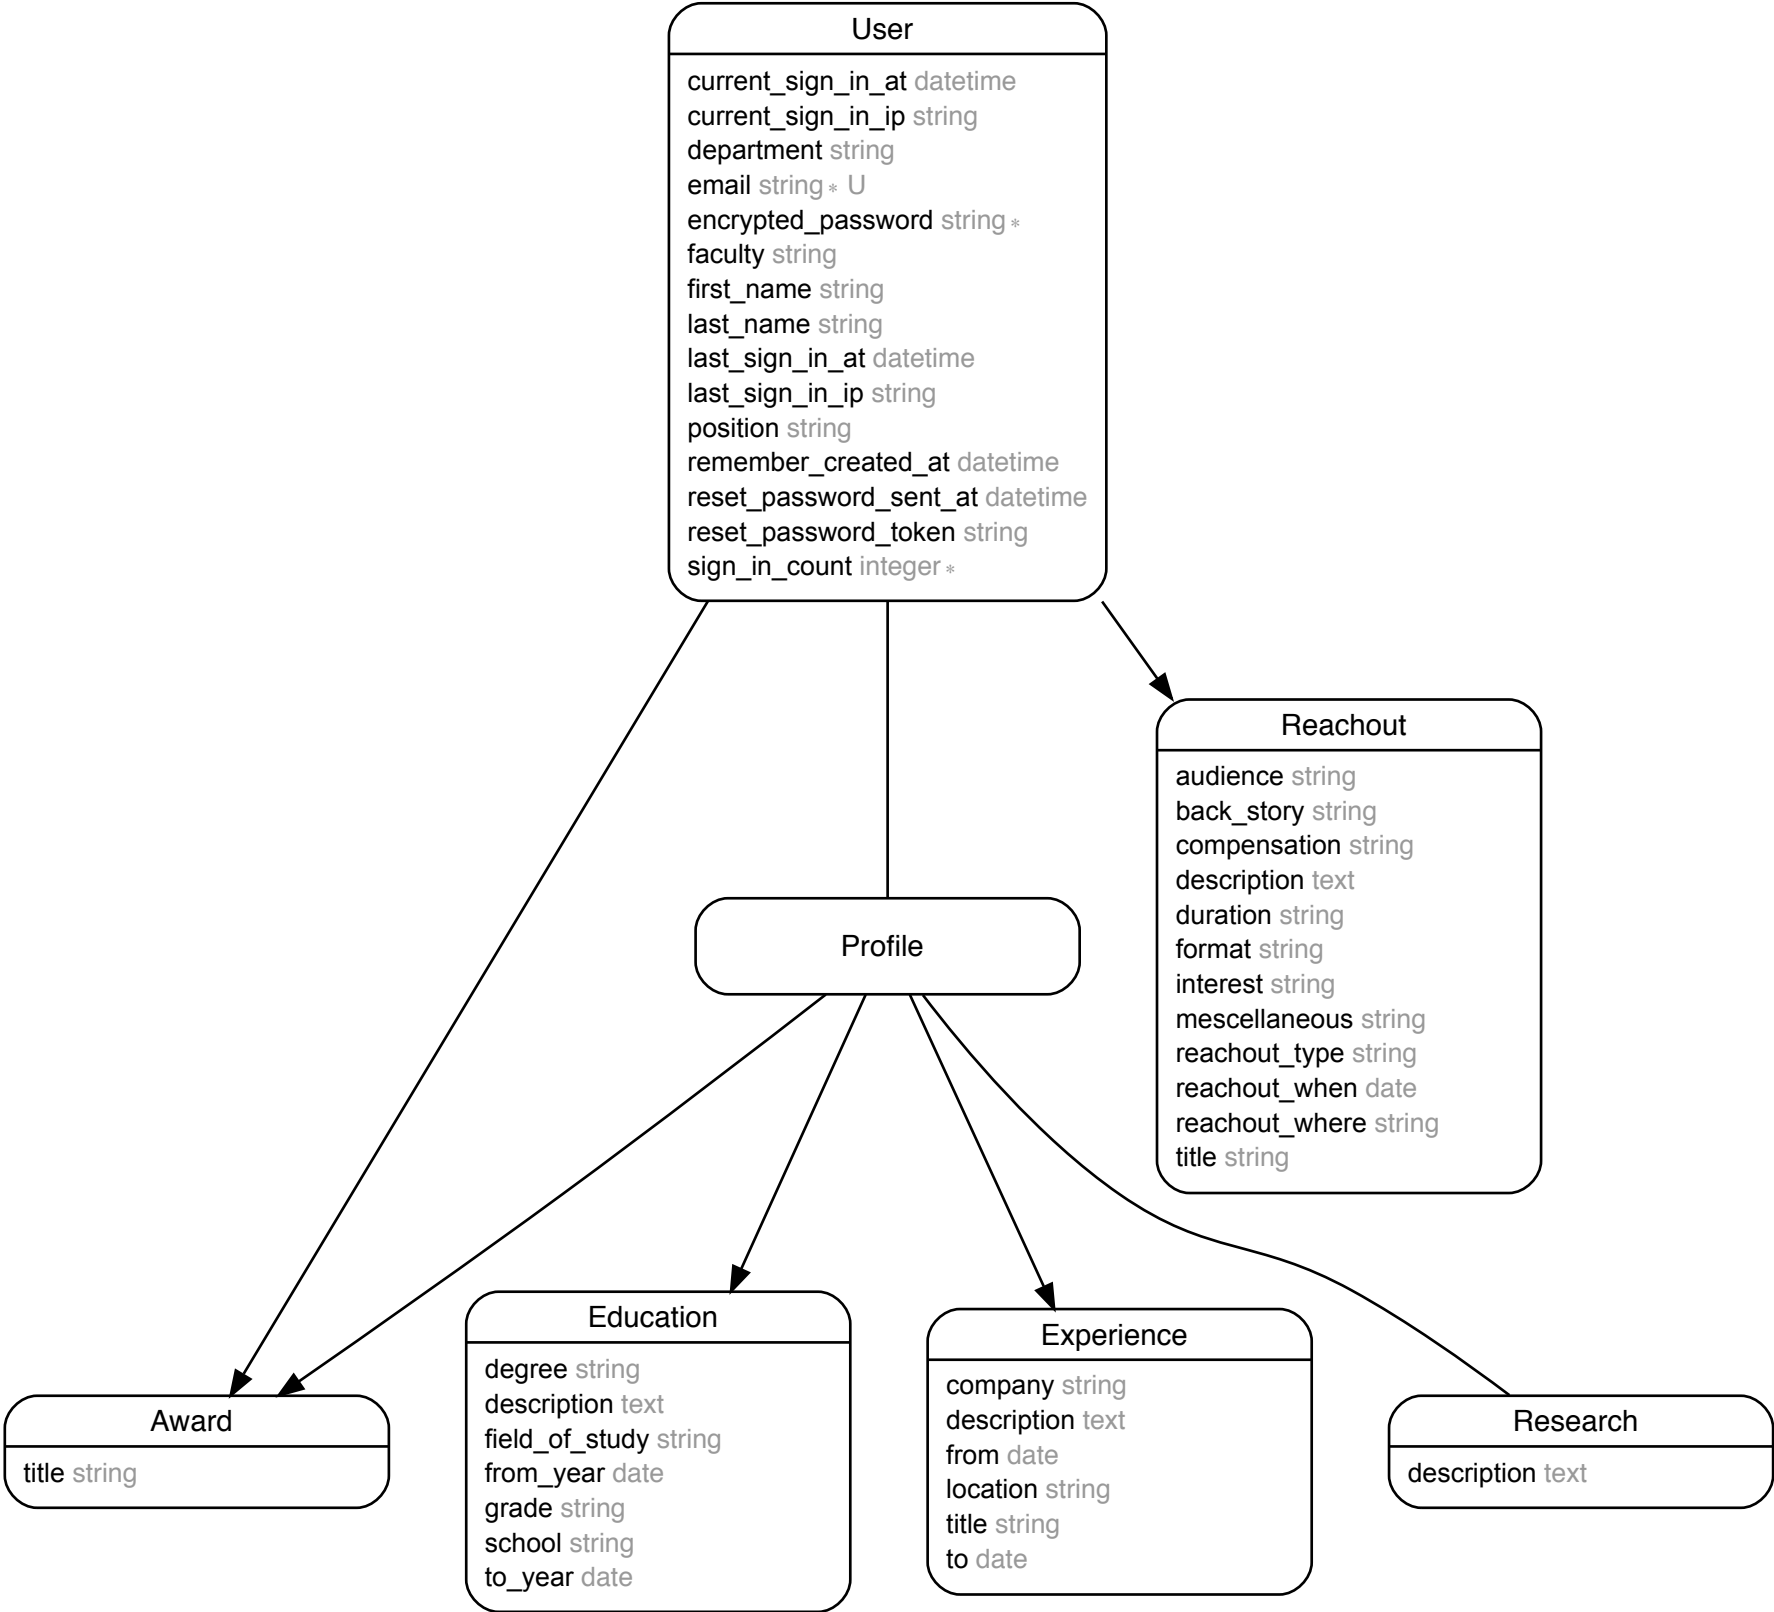 User
current_sign_in_at datetime
current_sign_in_ip string
department string
email string * U
encrypted_password string *
faculty string
first_name string
last_name string
last_sign_in_at datetime
last_sign_in_ip string
position string
remember_created_at datetime
reset_password_sent_at datetime
reset_password_token string
sign_in_count integer *
Reachout
audience string
back_story string
compensation string
description text
duration string
format string
interest string
mescellaneous string
reachout_type string
reachout_when date
reachout_where string
title string
Profile
Award
title string
Education
degree string
description text
field_of_study string
from_year date
grade string
school string
to_year date
Experience
company string
description text
from date
location string
title string
to date
Research
description text